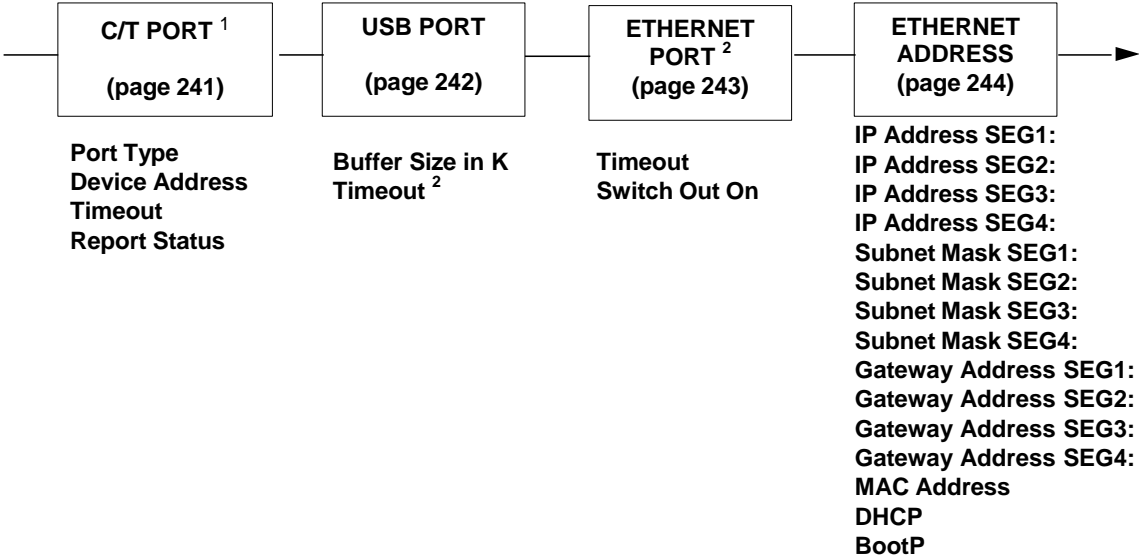 C/T PORT 1
(page 241)
Port Type
Device Address
Timeout
Report Status
USB PORT
(page 242)
Buffer Size in K
Timeout 2
ETHERNET
PORT 2
(page 243)
Timeout
Switch Out On
ETHERNET
ADDRESS
(page 244)
IP Address SEG1:
IP Address SEG2:
IP Address SEG3:
IP Address SEG4:
Subnet Mask SEG1:
Subnet Mask SEG2:
Subnet Mask SEG3:
Subnet Mask SEG4:
Gateway Address SEG1:
Gateway Address SEG2:
Gateway Address SEG3:
Gateway Address SEG4:
MAC Address
DHCP
BootP